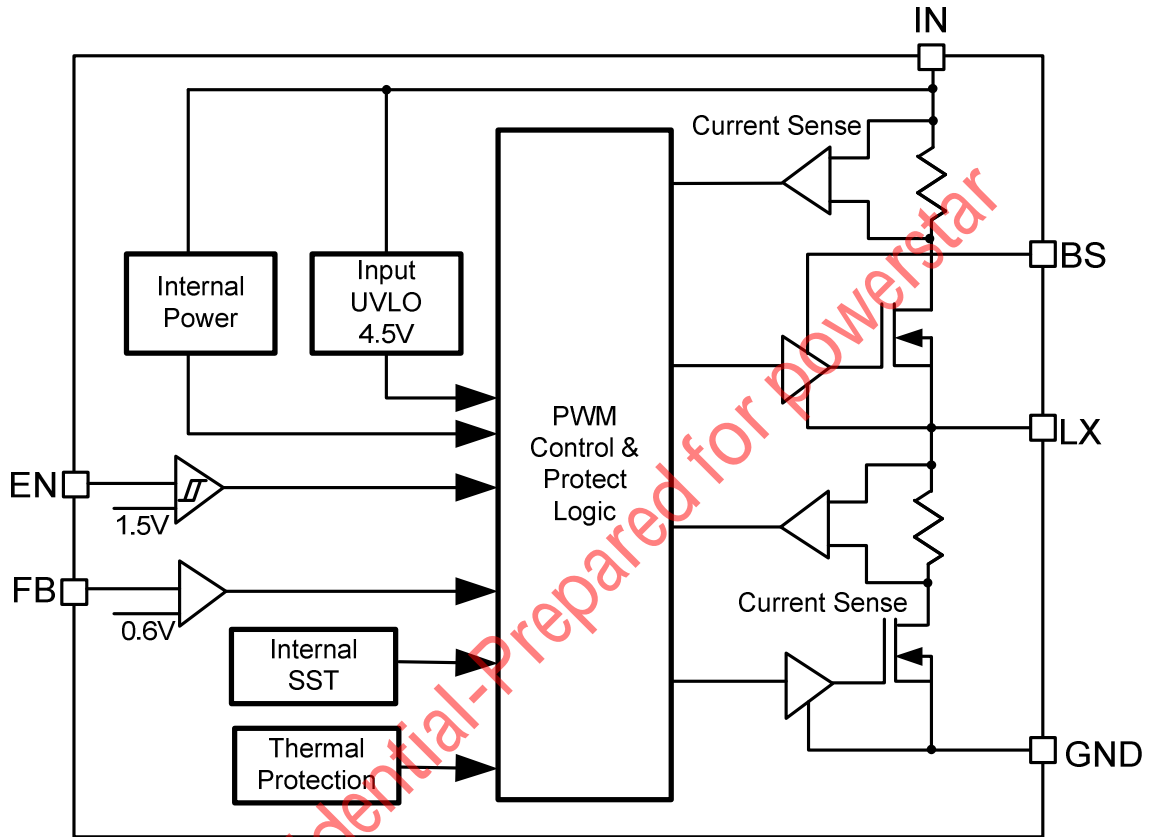 IN
Current Sense
BS
Internal
Power
Input
UVLO
4.5V
PWM
Control &
Protect
Logic
LX
EN
1.5V
FB
0.6V
Current Sense
Internal
SST
Thermal
Protection
GND
dential-Prepared for powerstar